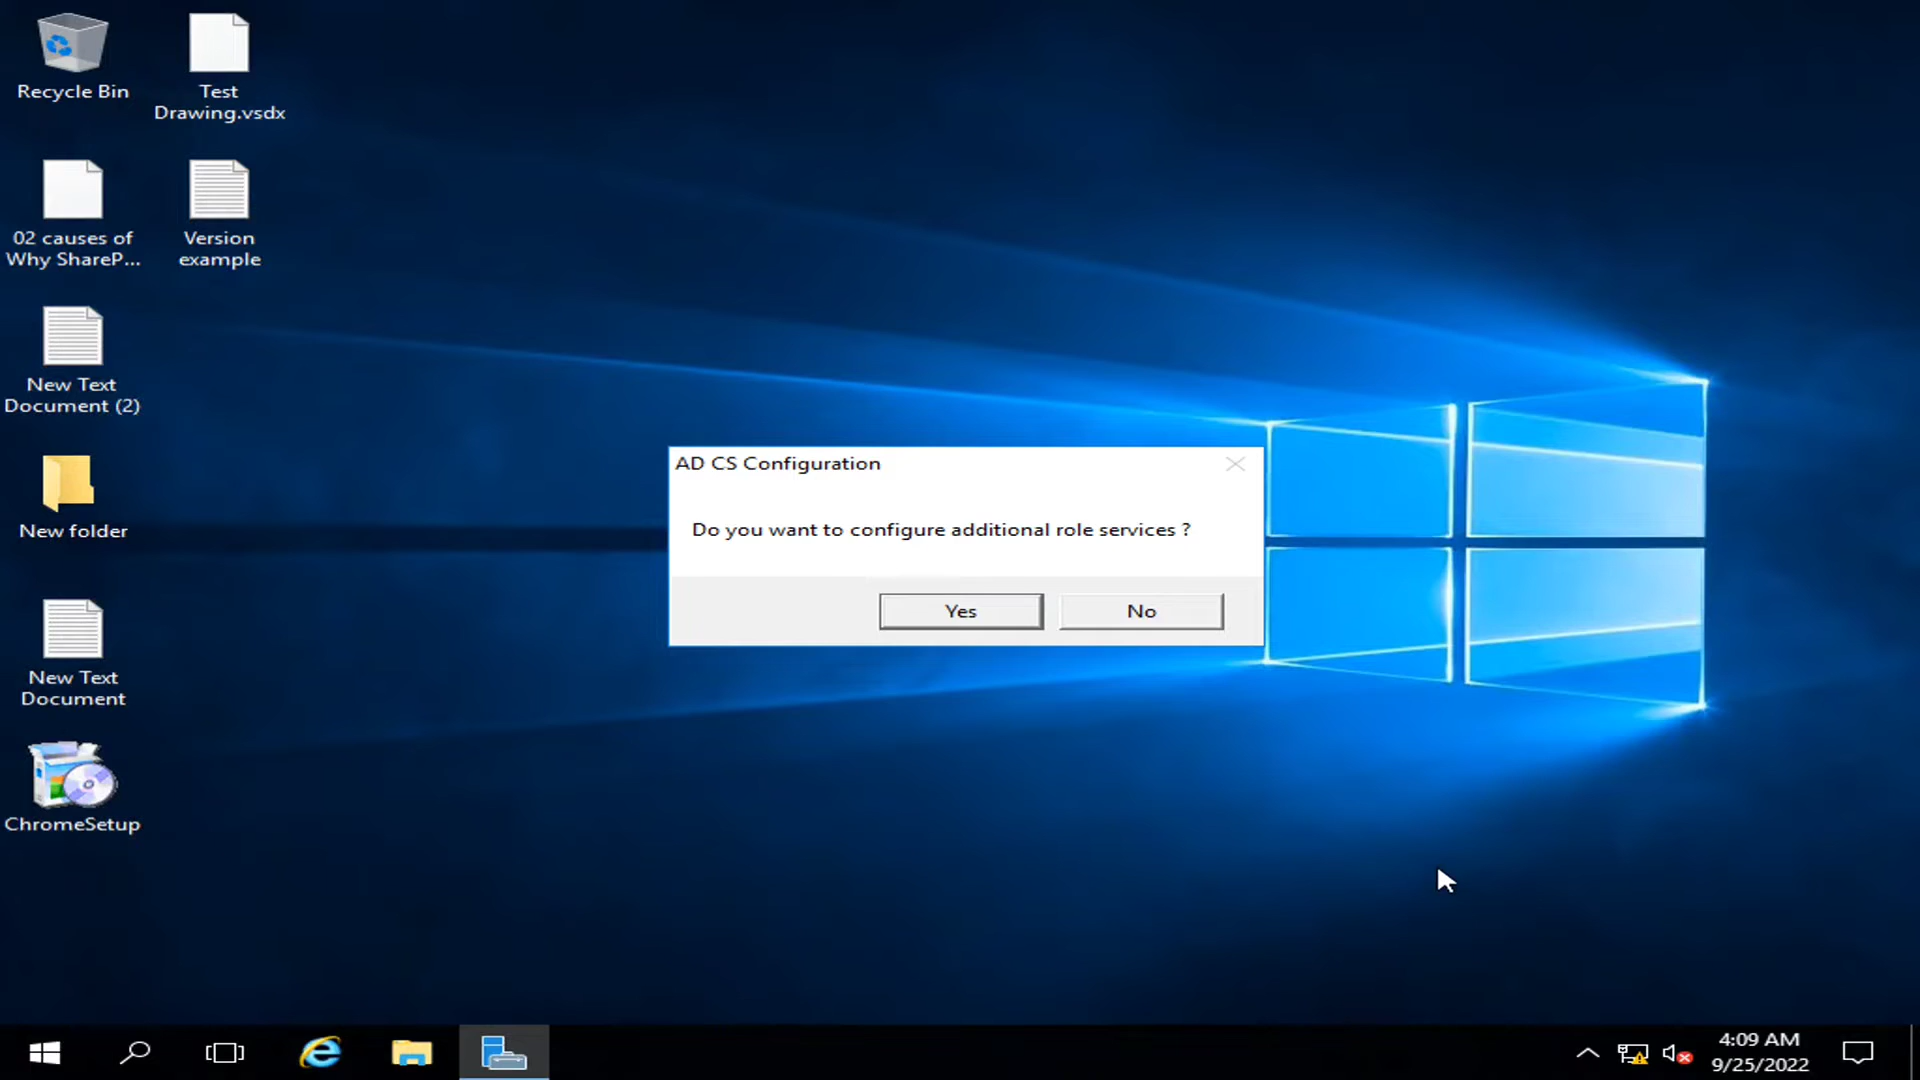 Recycle Bin
Test
Drawing.vsdx
02 causes of
Why ShareP...
Version
example
New Text
Document (2)
New folder
New Text
Document
ChromeSetup
AD CS Configuration
Do you want to configure additional role services ?
Yes
No
4:09 AM
9/25/2022